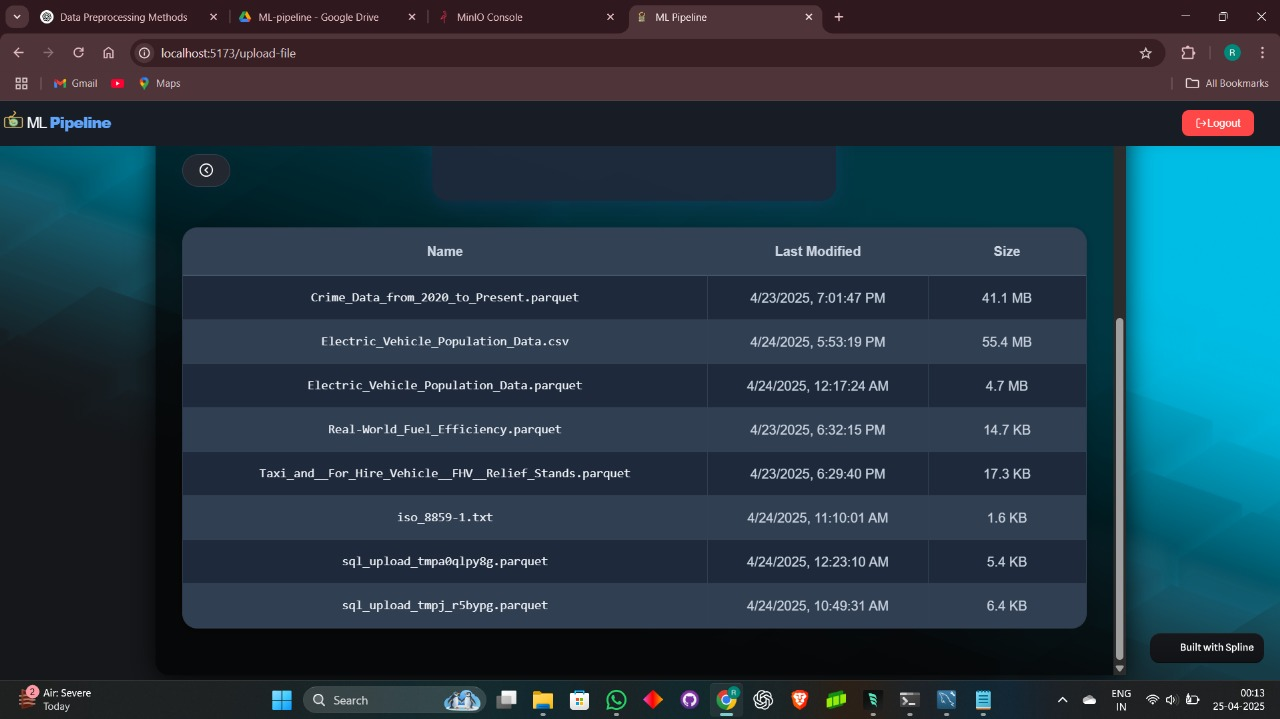 Data Preprocessing Methods
ML-pipeline - Google Drive
MinIO Console
ML Pipeline
localhost:5173/upload-file
R
Gmail
Maps
All Bookmarks
ML Pipeline
Logout
Name Last Modified Size
Crime_Data_from_2020_to_Present.parquet 4/23/2025, 7:01:47 PM 41.1 MB
Electric_Vehicle_Population_Data.csv 4/24/2025, 5:53:19 PM 55.4 MB
Electric_Vehicle_Population_Data.parquet 4/24/2025, 12:17:24 AM 4.7 MB
Real-World_Fuel_Efficiency.parquet 4/23/2025, 6:32:15 PM 14.7 KB
Taxi_and__For_Hire_Vehicle__FHV__Relief_Stands.parquet 4/23/2025, 6:29:40 PM 17.3 KB
iso_8859-1.txt 4/24/2025, 11:10:01 AM 1.6 KB
sql_upload_tmpa0qlpy8g.parquet 4/24/2025, 12:23:10 AM 5.4 KB
sql_upload_tmpj_r5bypg.parquet 4/24/2025, 10:49:31 AM 6.4 KB
Built with Spline
2
Air: Severe
Today
Search
R
ENG
IN
00:13
25-04-2025